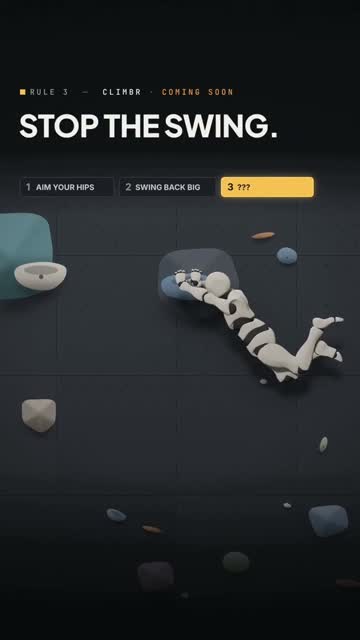 RULE 3 — CLIMBR · COMING SOON
STOP THE SWING.
1 AIM YOUR HIPS
2 SWING BACK BIG
3 ???